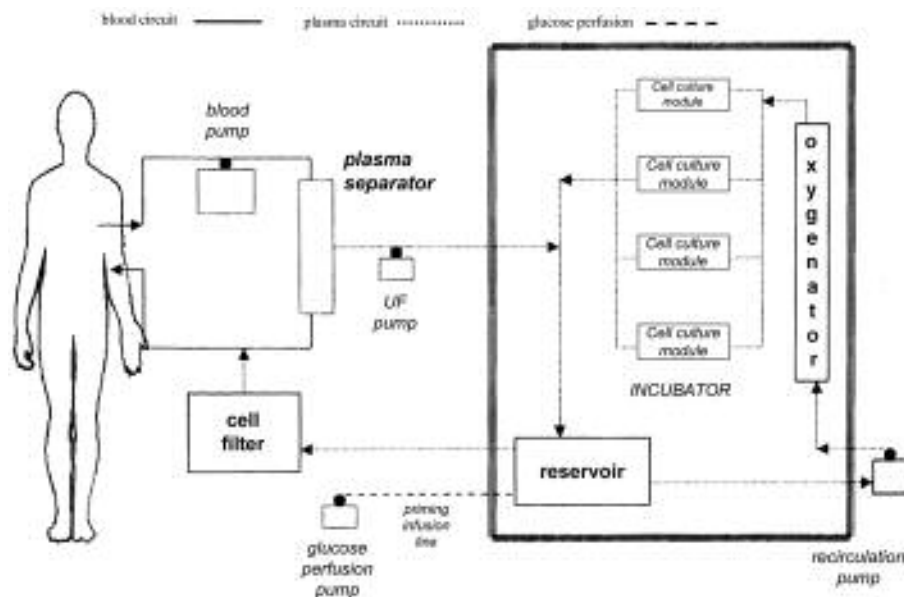 blood circuit
plasma circuit
glucose perfusion
blood
pump
plasma
separator
UF
pump
Cell culture
module
Cell culture
module
Cell culture
module
Cell culture
module
oxygenator
INCUBATOR
cell
filter
reservoir
priming
infusion
line
glucose
perfusion
pump
recirculation
pump